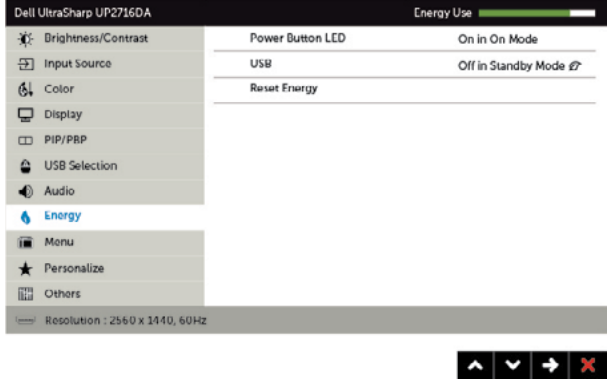 Dell UltraSharp UP2716DA
Energy Use
Brightness/Contrast
Power Button LED
On in On Mode
Input Source
USB
Off in Standby Mode
Color
Reset Energy
Display
PIP/PBP
USB Selection
Audio
Energy
Menu
Personalize
Others
Resolution : 2560 x 1440, 60Hz